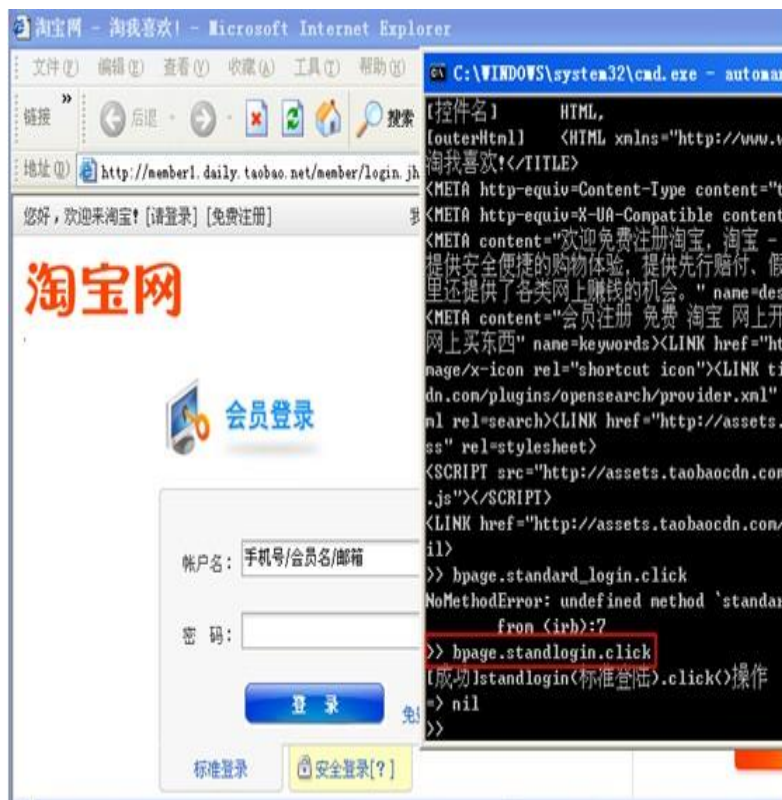 淘宝网 - 淘我喜欢! - Microsoft Internet Explorer
文件(F) 编辑(E) 查看(V) 收藏(A) 工具(T) 帮助(H)
链接 » 后退 搜索
地址(D) http://member1.daily.taobao.net/member/login.jh
您好,欢迎来淘宝! [请登录] [免费注册]
淘宝网
会员登录
帐户名: 手机号/会员名/邮箱
密 码:
登 录
标准登录 安全登录[?]
C:\WINDOWS\system32\cmd.exe - automa
[控件名] HTML,
[outerHtml] <HTML xmlns="http://www.w
淘我喜欢!</TITLE>
<META http-equiv=Content-Type content="t
<META http-equiv=X-UA-Compatible content
<META content="欢迎免费注册淘宝, 淘宝 -
提供安全便捷的购物体验, 提供先行赔付、假
里还提供了各类网上赚钱的机会。" name=des
<META content="会员注册 免费 淘宝 网上开
网上买东西" name=keywords><LINK href="ht
mage/x-icon rel="shortcut icon"><LINK ti
dn.com/plugins/opensearch/provider.xml"
ml rel=search><LINK href="http://assets.
ss" rel=stylesheet>
<SCRIPT src="http://assets.taobaocdn.com
.js"></SCRIPT>
<LINK href="http://assets.taobaocdn.com/
il>
>> bpage.standard_login.click
NoMethodError: undefined method `standar
from (irb):7
>> bpage.standlogin.click
[成功]standlogin(标准登陆).click()操作
=> nil
>>